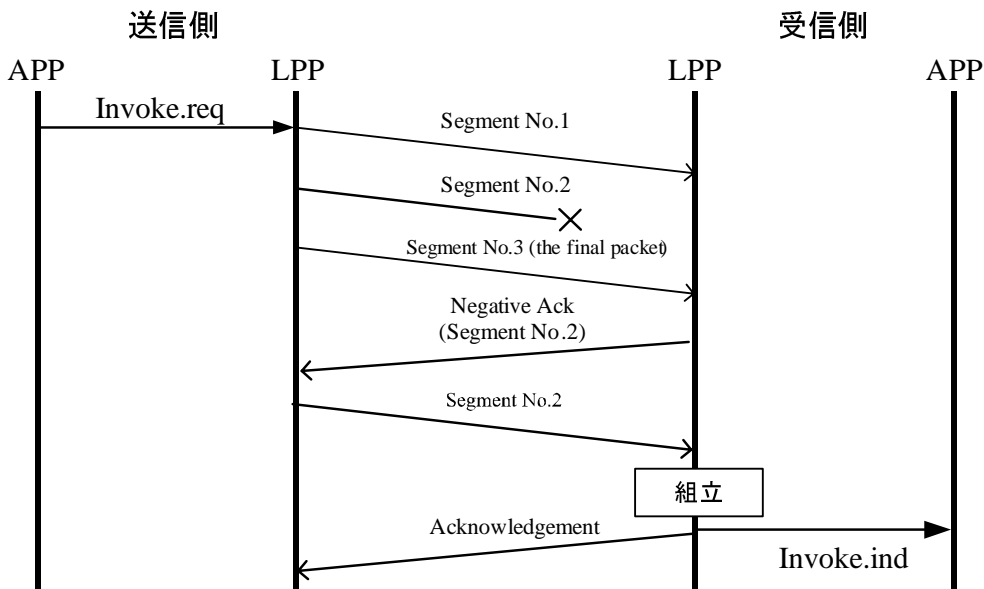 送信側
受信側
APP
LPP
LPP
APP
Invoke.req
Segment No.1
Segment No.2
Segment No.3 (the final packet)
Negative Ack
(Segment No.2)
Segment No.2
組立
Acknowledgement
Invoke.ind